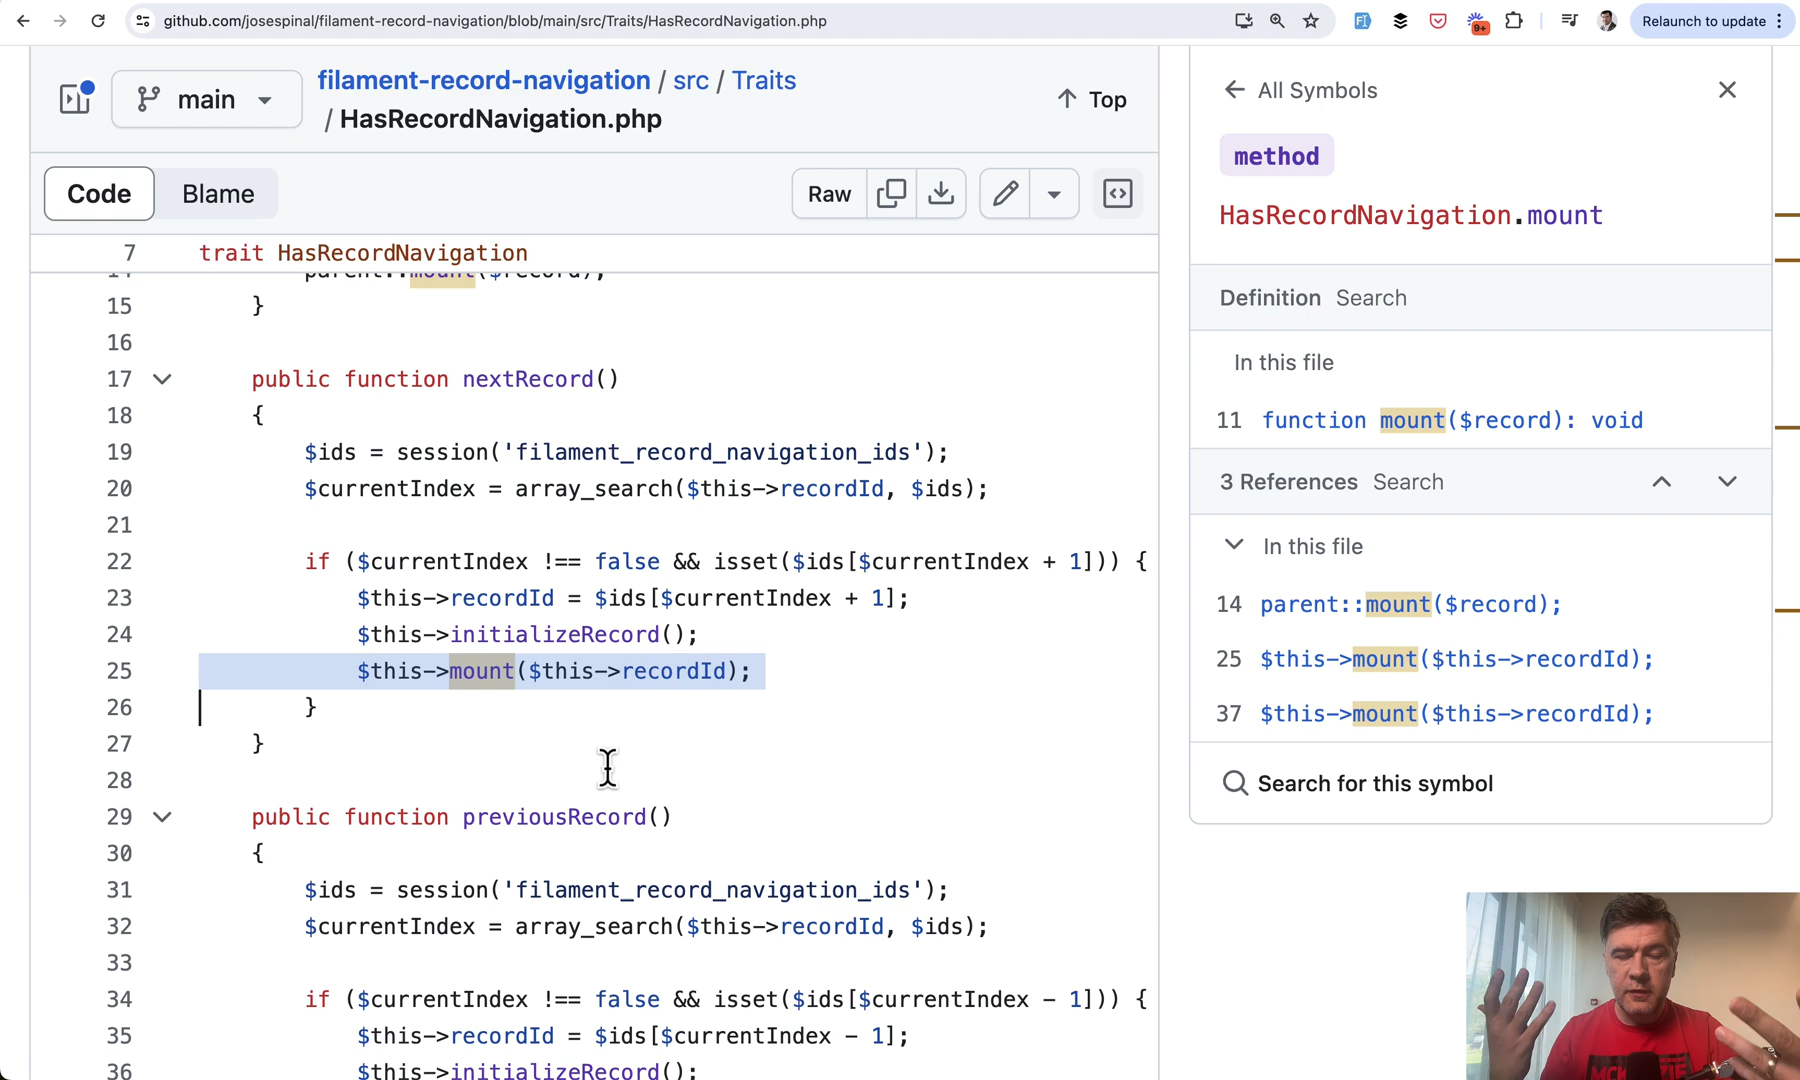 github.com/josespinal/filament-record-navigation/blob/main/src/Traits/HasRecordNavigation.php
9+
Relaunch to update
main
filament-record-navigation / src / Traits
/ HasRecordNavigation.php
Top
Code
Blame
Raw
7 trait HasRecordNavigation
14 parent::mount($record);
15 }
16
17 public function nextRecord()
18 {
19 $ids = session('filament_record_navigation_ids');
20 $currentIndex = array_search($this->recordId, $ids);
21
22 if ($currentIndex !== false && isset($ids[$currentIndex + 1])) {
23 $this->recordId = $ids[$currentIndex + 1];
24 $this->initializeRecord();
25 $this->mount($this->recordId);
26 }
27 }
28
29 public function previousRecord()
30 {
31 $ids = session('filament_record_navigation_ids');
32 $currentIndex = array_search($this->recordId, $ids);
33
34 if ($currentIndex !== false && isset($ids[$currentIndex - 1])) {
35 $this->recordId = $ids[$currentIndex - 1];
36 $this->initializeRecord();
All Symbols
method
HasRecordNavigation.mount
Definition Search
In this file
11 function mount($record): void
3 References Search
In this file
14 parent::mount($record);
25 $this->mount($this->recordId);
37 $this->mount($this->recordId);
Search for this symbol